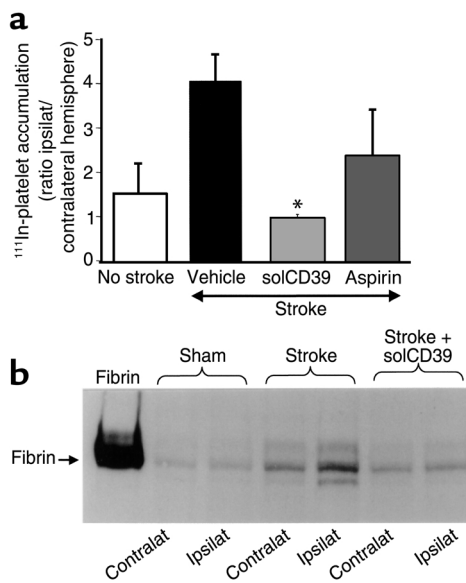 a
¹¹¹In-platelet accumulation
(ratio ipsilat/
contralateral hemisphere)
5
4
3
2
1
0
*
No stroke Vehicle solCD39 Aspirin
Stroke
b
Fibrin
Sham
Stroke
Stroke +
solCD39
Fibrin
Contralat Ipsilat Contralat Ipsilat Contralat Ipsilat